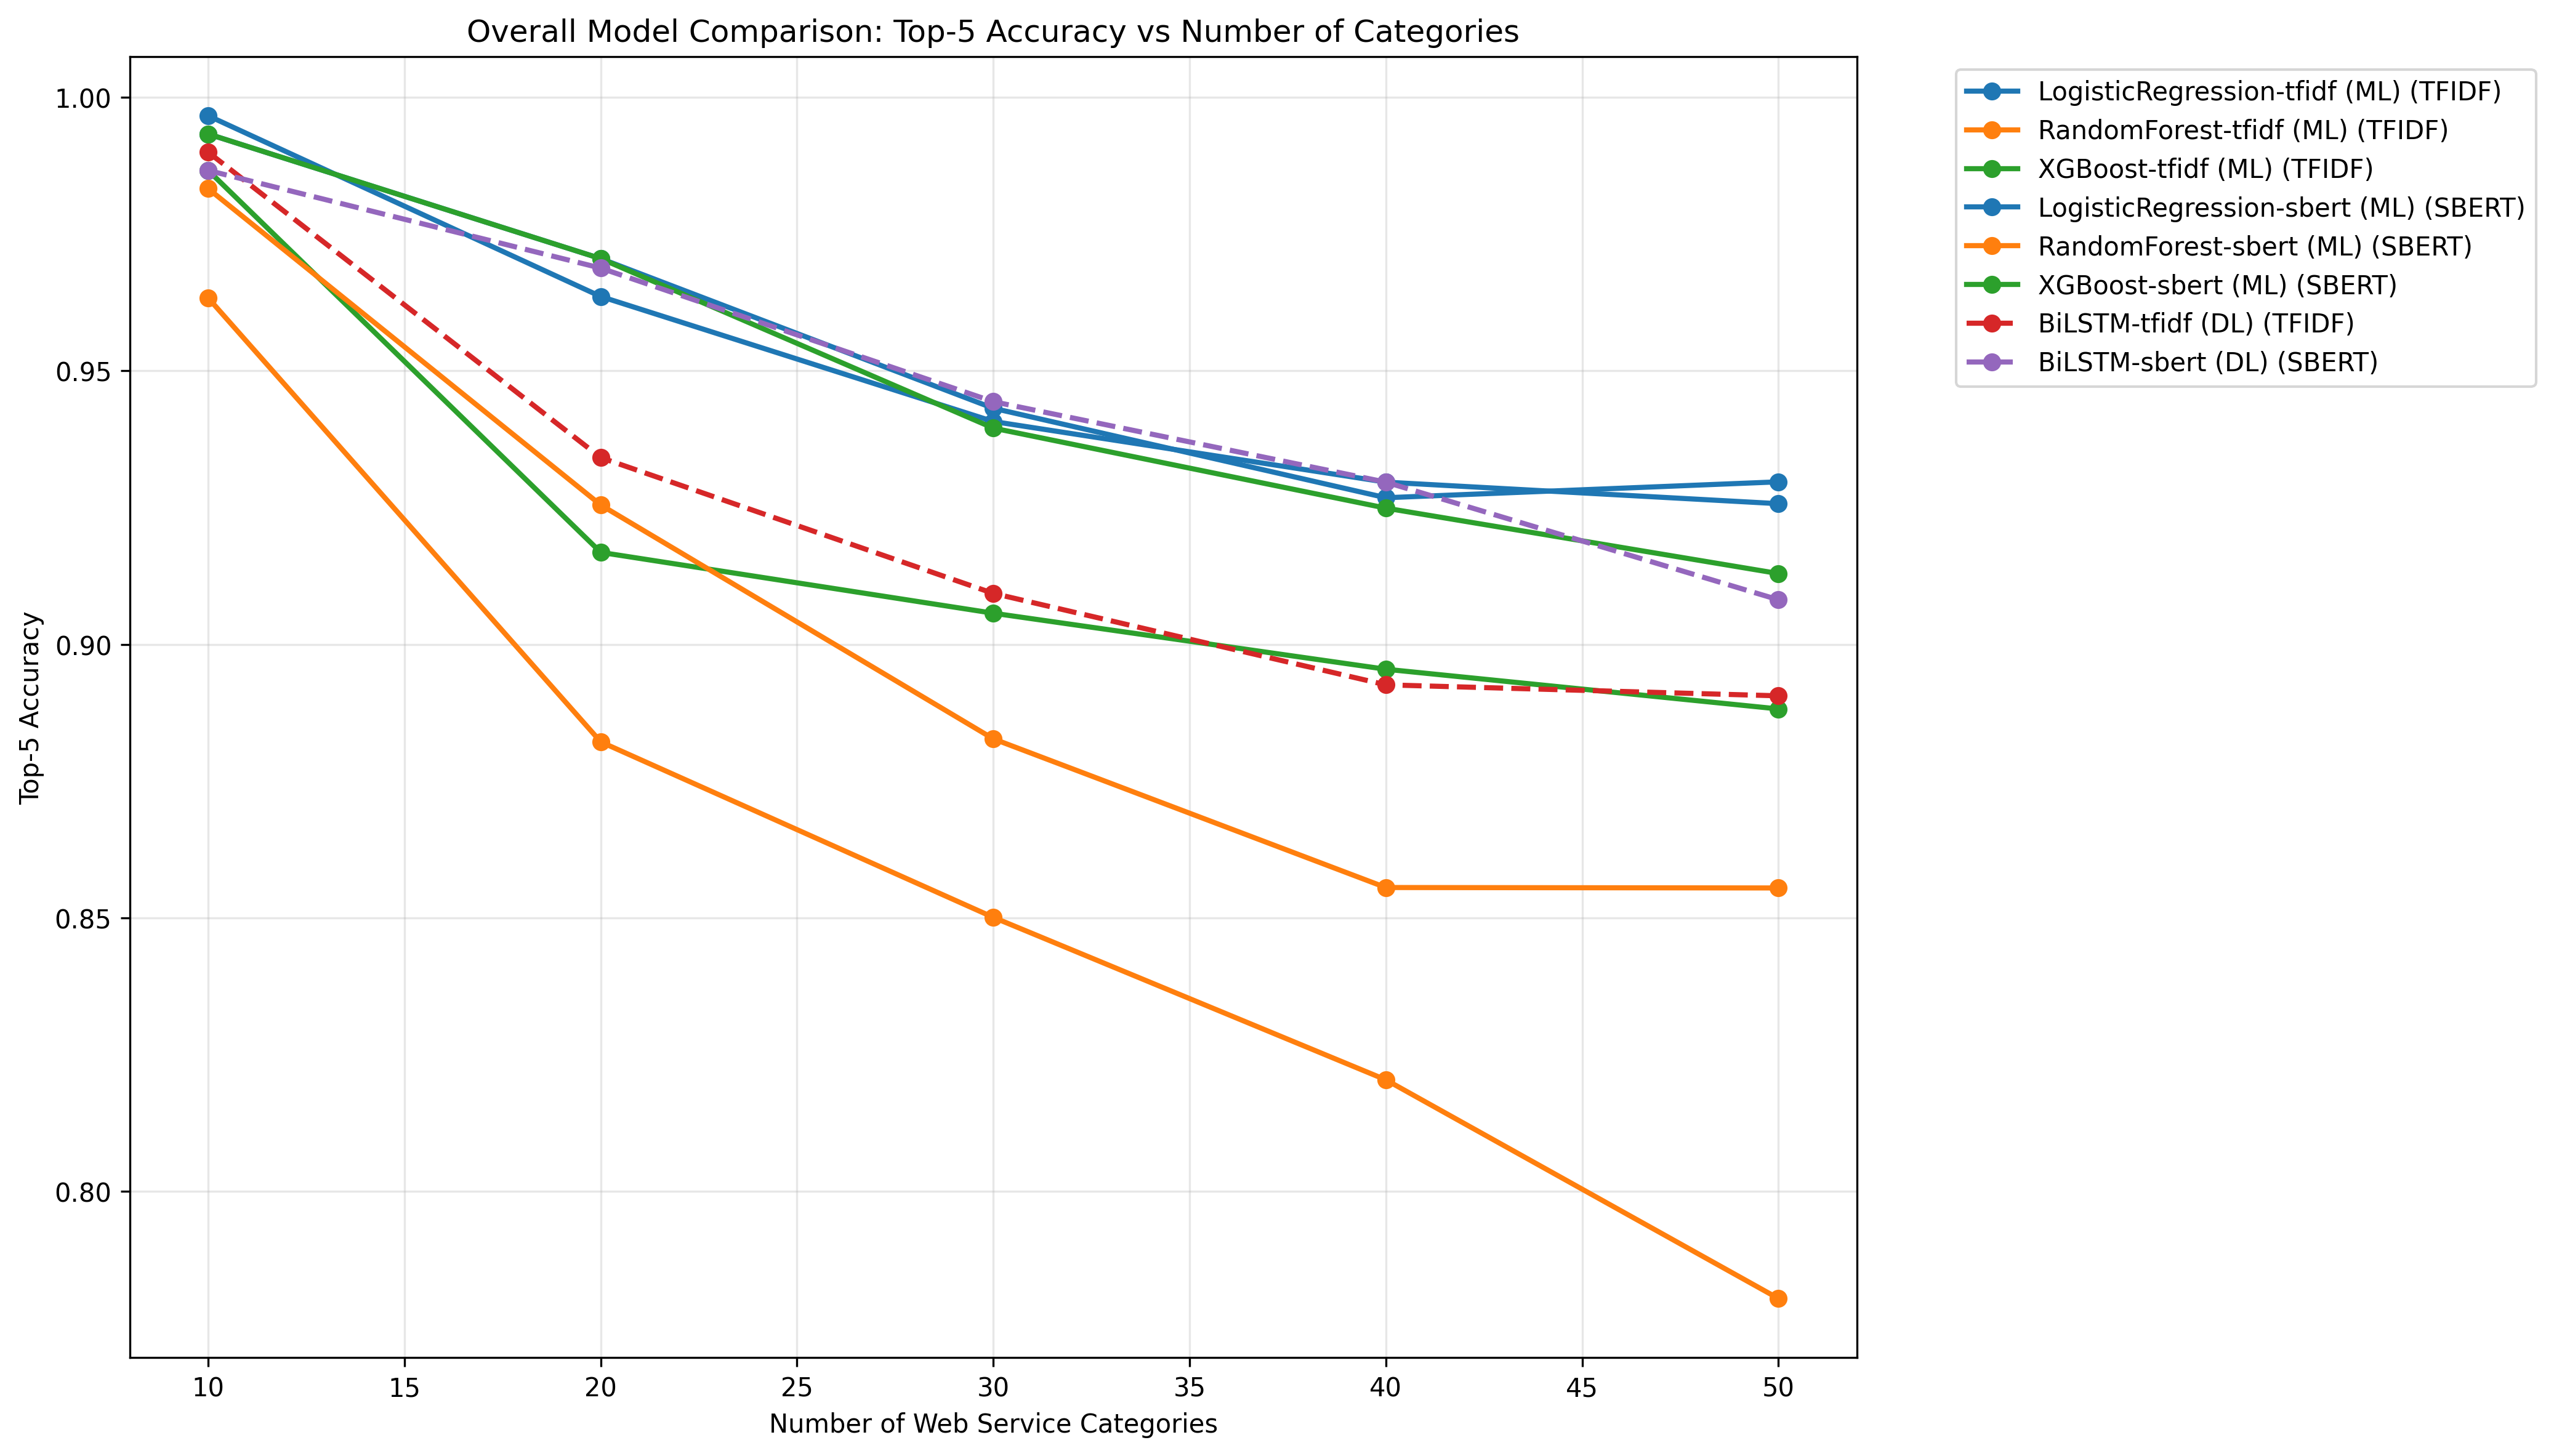 Overall Model Comparison: Top-5 Accuracy vs Number of Categories
1.00
0.95
0.90
0.85
0.80
Top-5 Accuracy
10 15 20 25 30 35 40 45 50
Number of Web Service Categories
LogisticRegression-tfidf (ML) (TFIDF)
RandomForest-tfidf (ML) (TFIDF)
XGBoost-tfidf (ML) (TFIDF)
LogisticRegression-sbert (ML) (SBERT)
RandomForest-sbert (ML) (SBERT)
XGBoost-sbert (ML) (SBERT)
BiLSTM-tfidf (DL) (TFIDF)
BiLSTM-sbert (DL) (SBERT)